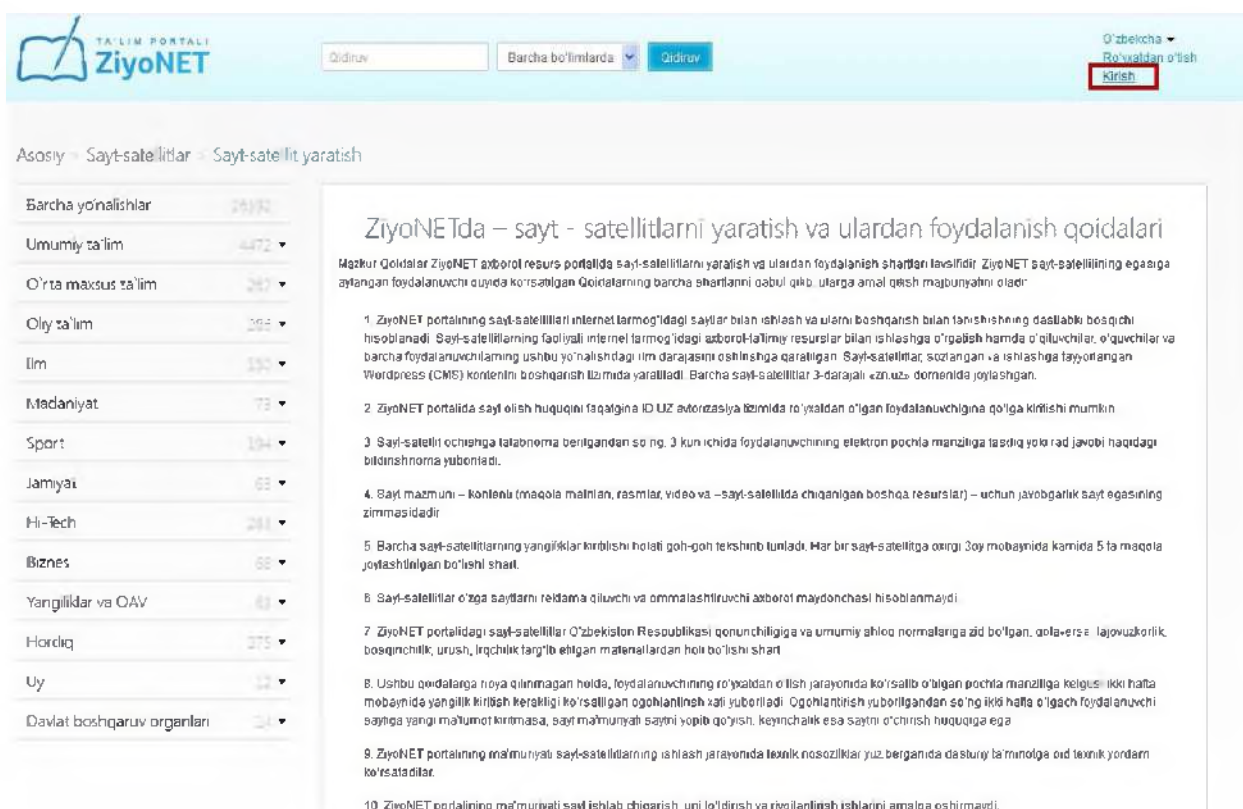 TA'LIM PORTALI
ZiyoNET
Qidiruv
Barcha bo'limlarda
Qidiruv
O'zbekcha
Ro'yxatdan o'tish
Kirish
Asosiy Sayt-satellitlar Sayt-satellit yaratish
Barcha yo'nalishlar
Umumiy ta'lim 4472
O`rta maxsus ta`lim
Oliy ta`lim
Ilm
Madaniyat 73
Sport 194
Jamiyat 63
Hi-Tech 261
Biznes 68
Yangiliklar va OAV 61
Hordiq 375
Uy 12
Davlat boshqaruv organlari
ZiyoNETda – sayt - satellitlarni yaratish va ulardan foydalanish qoidalari
Mazkur Qoidalar ZiyoNET axborot resurs portalida sayt-satellitlarni yaratish va ulardan foydalanish shartlari tavsifidir. ZiyoNET sayt-satellitining egasiga
aylangan foydalanuvchi quyida ko'rsatilgan Qoidalarning barcha shartlarini qabul qilib, ularga amal qilish majburiyatini oladi:
1. ZiyoNET portalining sayt-satellitlari internet tarmog'idagi saytlar bilan ishlash va ularni boshqarish bilan tanishishning dastlabki bosqichi
hisoblanadi. Sayt-satellitlarning faoliyati internet tarmog'idagi axborot-ta'limiy resurslar bilan ishlashga o'rgatish hamda o'qituvchilar, o'quvchilar va
barcha foydalanuvchilarning ushbu yo'nalishdagi ilm darajasini oshirishga qaratilgan. Sayt-satellitlar, sozlangan va ishlashga tayyorlangan
Wordpress (CMS) kontentni boshqarish tizimida yaratiladi. Barcha sayt-satellitlar 3-darajali «zn.uz» domenida joylashgan.
2. ZiyoNET portalida sayt olish huquqini faqatgina ID.UZ avtorizasiya tizimida ro'yxatdan o'tgan foydalanuvchigina qo'lga kiritishi mumkin.
3. Sayt-satellit ochishga talabnoma berilgandan so'ng, 3 kun ichida foydalanuvchining elektron pochta manziliga tasdiq yoki rad javobi haqidagi
bildirishnoma yuboriladi.
4. Sayt mazmuni – kontenti (maqola matnlari, rasmlar, video va –sayt-satellitda chiqarilgan boshqa resurslar) – uchun javobgarlik sayt egasining
zimmasidadir
5. Barcha sayt-satellitlarning yangiliklar kiritilishi holati goh-goh tekshirib turiladi. Har bir sayt-satellitga oxirgi 3oy mobaynida kamida 5 ta maqola
joylashtirilgan bo'lishi shart.
6. Sayt-satellitlar o'zga saytlarni reklama qiluvchi va ommalashtiruvchi axborot maydonchasi hisoblanmaydi.
7. ZiyoNET portalidagi sayt-satellitlar O'zbekiston Respublikasi qonunchiligiga va umumiy ahloq normalariga zid bo'lgan, qolaversa, tajovuzkorlik,
bosqinchilik, urush, irqchilik targ'ib etilgan materiallardan holi bo'lishi shart.
8. Ushbu qoidalarga rioya qilinmagan holda, foydalanuvchining ro'yxatdan o'tish jarayonida ko'rsatib o'tilgan pochta manziliga kelgusi ikki hafta
mobaynida yangilik kiritish kerakligi ko'rsatilgan ogohlantirish xati yuboriladi. Ogohlantirish yuborilgandan so'ng ikki hafta o'tgach foydalanuvchi
saytiga yangi ma'lumot kiritmasa, sayt ma'muriyati saytni yopib qo'yish, keyinchalik esa saytni o'chirish huquqiga ega
9. ZiyoNET portalining ma'muriyati sayt-satellitlarning ishlash jarayonida texnik nosozliklar yuz berganida dasturiy ta'minotga oid texnik yordam
ko'rsatadilar.
10. ZiyoNET portalining ma'muriyati sayt ishlab chiqarish, uni to'ldirish va rivojlantirish ishlarini amalga oshirmaydi.